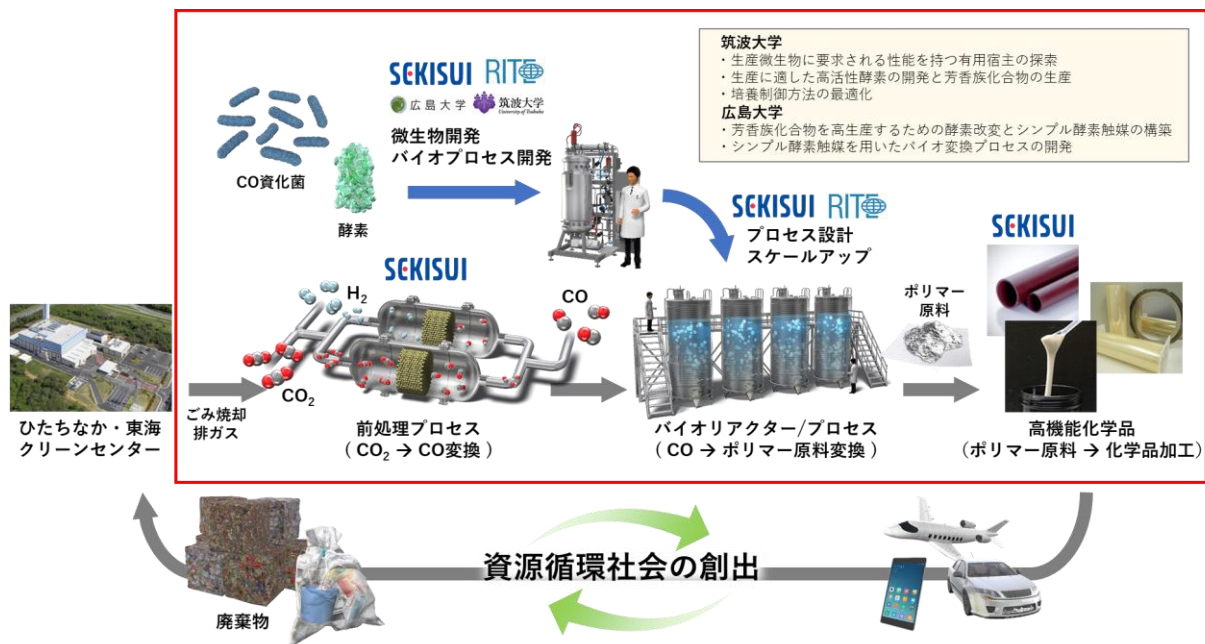 筑波大学
・生産微生物に要求される性能を持つ有用宿主の探索
・生産に適した高活性酵素の開発と芳香族化合物の生産
・培養制御方法の最適化
広島大学
・芳香族化合物を高生産するための酵素改変とシンプル酵素触媒の構築
・シンプル酵素触媒を用いたバイオ変換プロセスの開発
SEKISUI RITE
広島大学 筑波大学
University of Tsukuba
微生物開発
バイオプロセス開発
CO資化菌
酵素
SEKISUI RITE
プロセス設計
スケールアップ
SEKISUI
SEKISUI
H₂
CO
CO₂
ポリマー
原料
ひたちなか・東海
クリーンセンター
ごみ焼却
排ガス
前処理プロセス
( CO₂ → CO変換 )
バイオリアクター/プロセス
( CO → ポリマー原料変換 )
高機能化学品
(ポリマー原料 → 化学品加工)
資源循環社会の創出
廃棄物